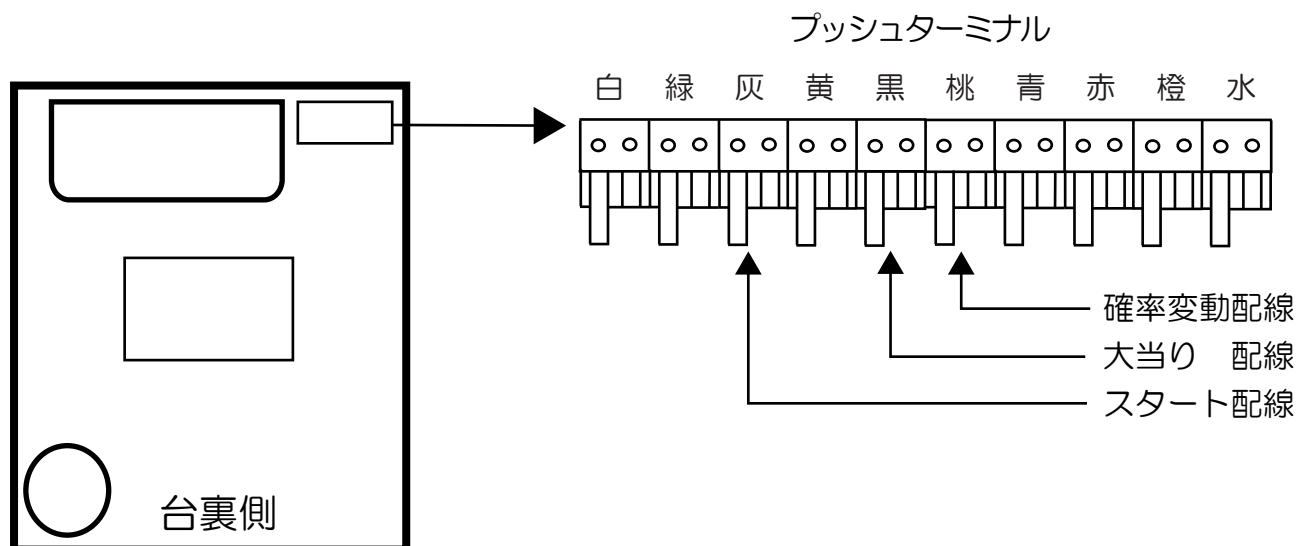 プッシュターミナル
白 緑 灰 黄 黒 桃 青 赤 橙 水
確率変動配線
大当り　配線
スタート配線
台裏側